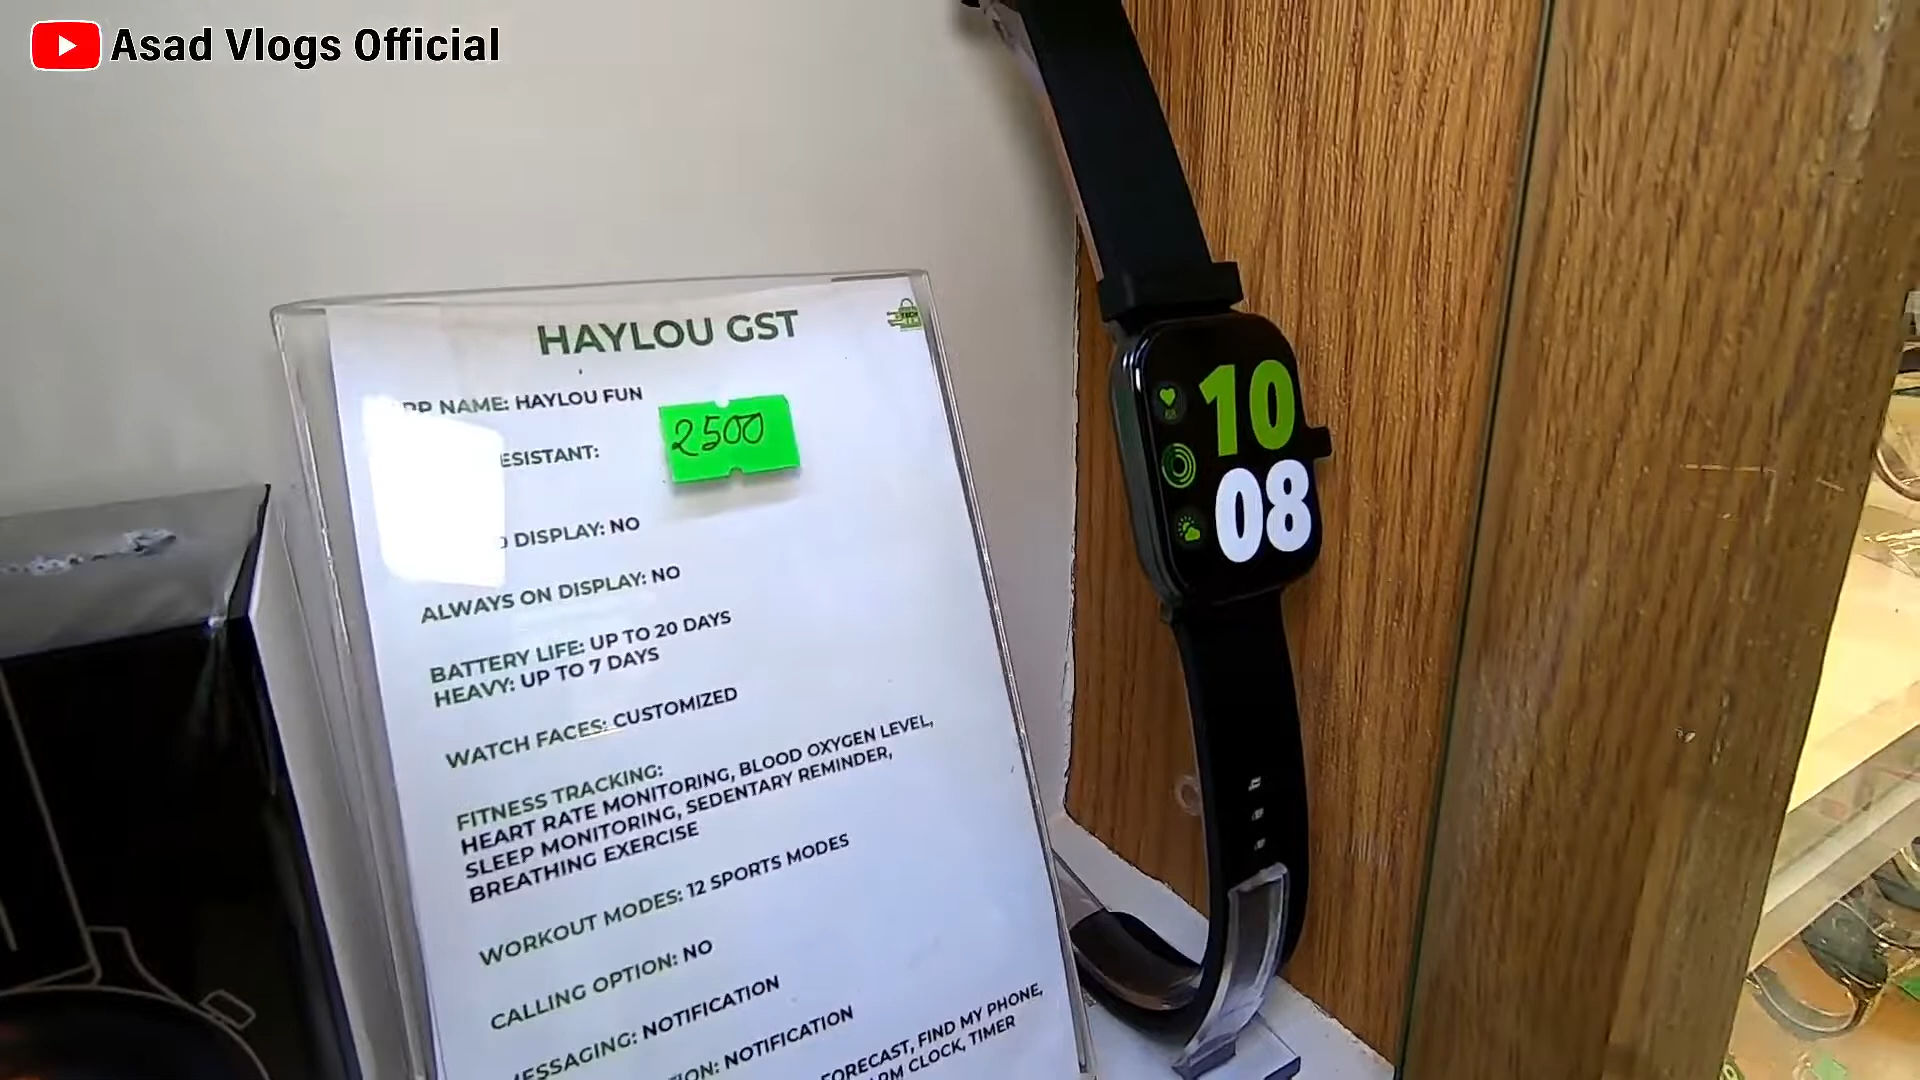 Asad Vlogs Official
HAYLOU GST
NAME: HAYLOU FUN
2500
DISPLAY: NO
ALWAYS ON DISPLAY: NO
BATTERY LIFE: UP TO 20 DAYS
HEAVY: UP TO 7 DAYS
WATCH FACES: CUSTOMIZED
FITNESS TRACKING:
HEART RATE MONITORING, BLOOD OXYGEN LEVEL,
SLEEP MONITORING, SEDENTARY REMINDER,
BREATHING EXERCISE
WORKOUT MODES: 12 SPORTS MODES
CALLING OPTION: NO
NOTIFICATION
NOTIFICATION
FIND MY PHONE,
CLOCK, TIMER
10
08